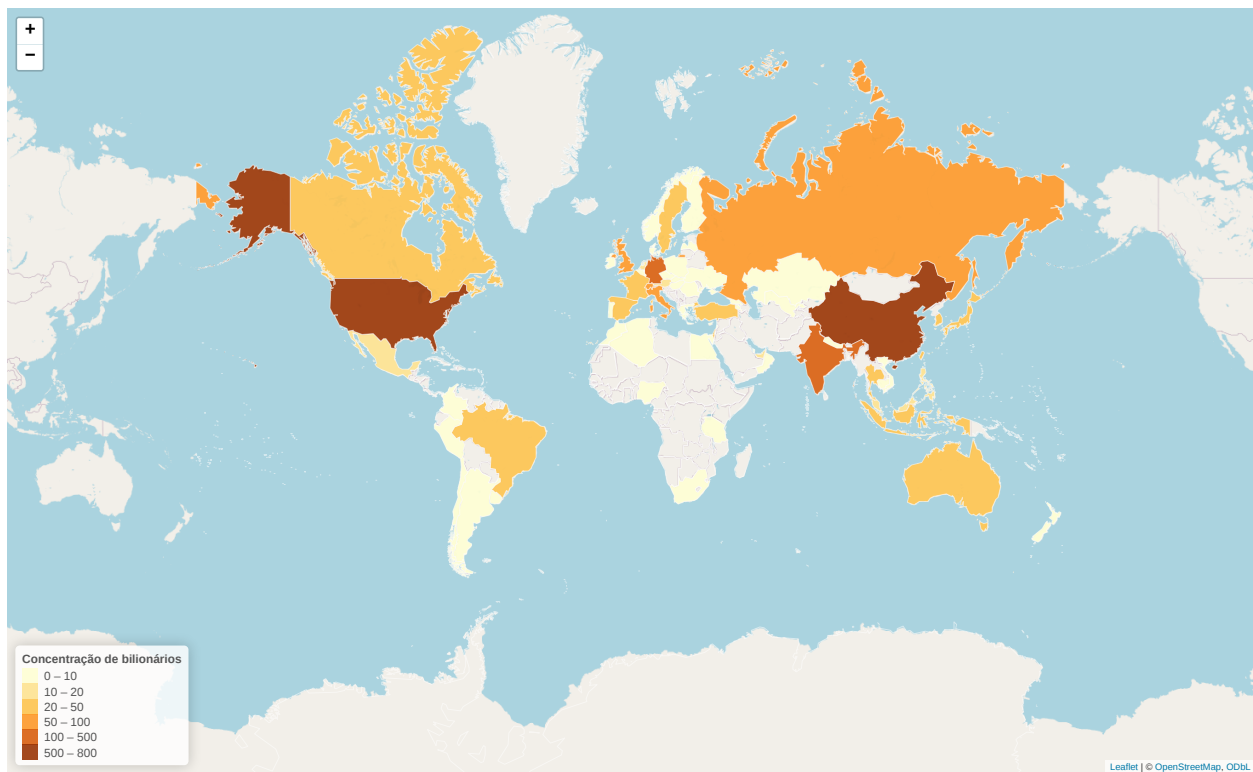 +
−
Concentração de bilionários
0 – 10
10 – 20
20 – 50
50 – 100
100 – 500
500 – 800
Leaflet | © OpenStreetMap, ODbL